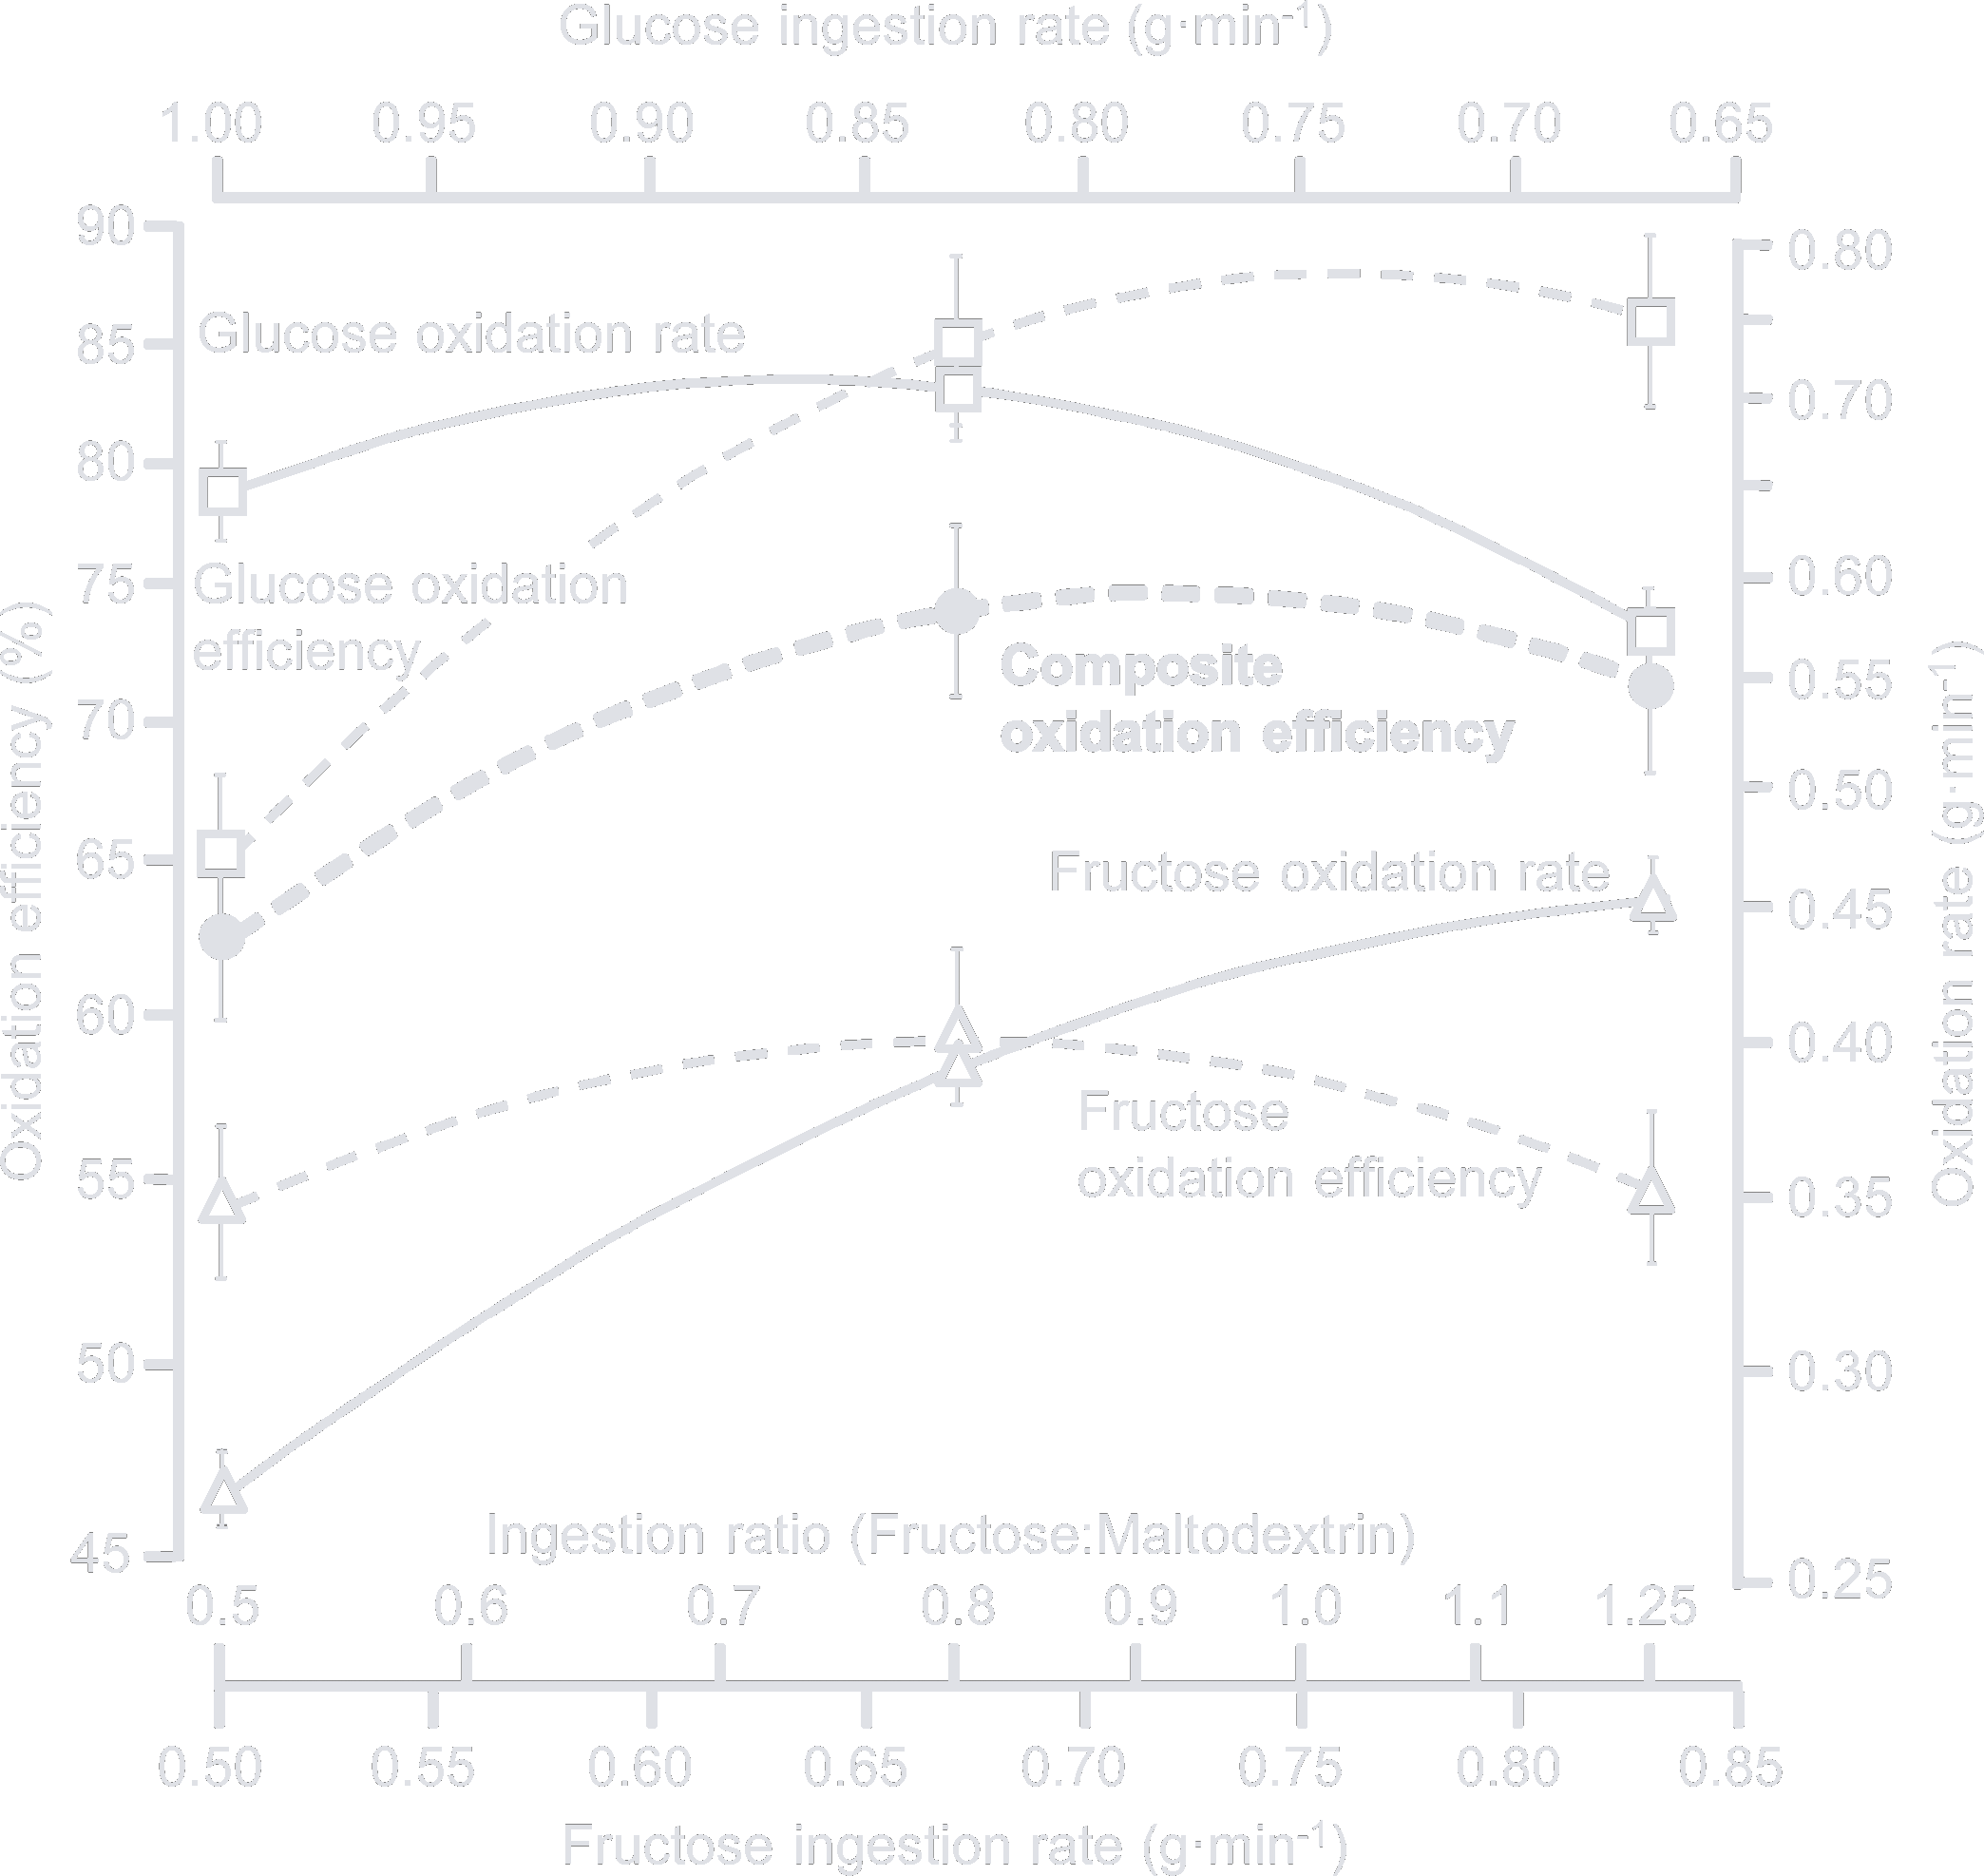 Glucose ingestion rate (g·min-1)
1.00 0.95 0.90 0.85 0.80 0.75 0.70 0.65
90
85
80
75
70
65
60
55
50
45
Oxidation efficiency (%)
Glucose oxidation rate
Glucose oxidation
efficiency
Composite
oxidation efficiency
Fructose oxidation rate
Fructose
oxidation efficiency
0.80
0.70
0.60
0.55
0.50
0.45
0.40
0.35
0.30
0.25
Oxidation rate (g·min-1)
Ingestion ratio (Fructose:Maltodextrin)
0.5 0.6 0.7 0.8 0.9 1.0 1.1 1.25
0.50 0.55 0.60 0.65 0.70 0.75 0.80 0.85
Fructose ingestion rate (g·min-1)